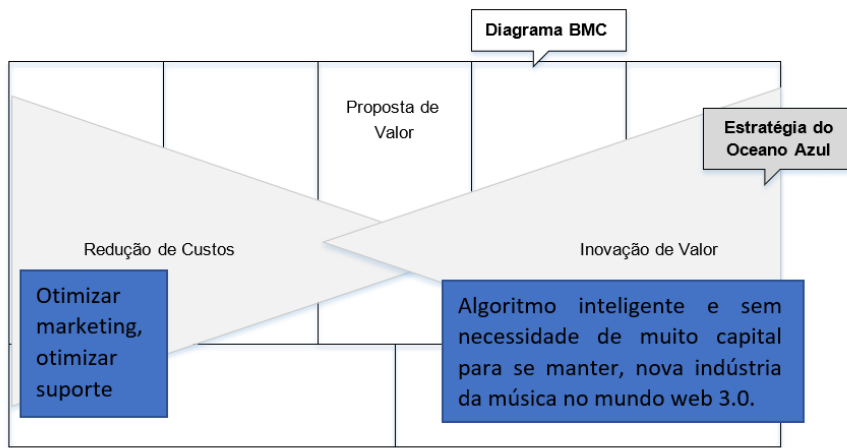 Diagrama BMC
Proposta de
Valor
Estratégia do
Oceano Azul
Redução de Custos
Inovação de Valor
Otimizar
marketing,
otimizar
suporte
Algoritmo inteligente e sem
necessidade de muito capital
para se manter, nova indústria
da música no mundo web 3.0.